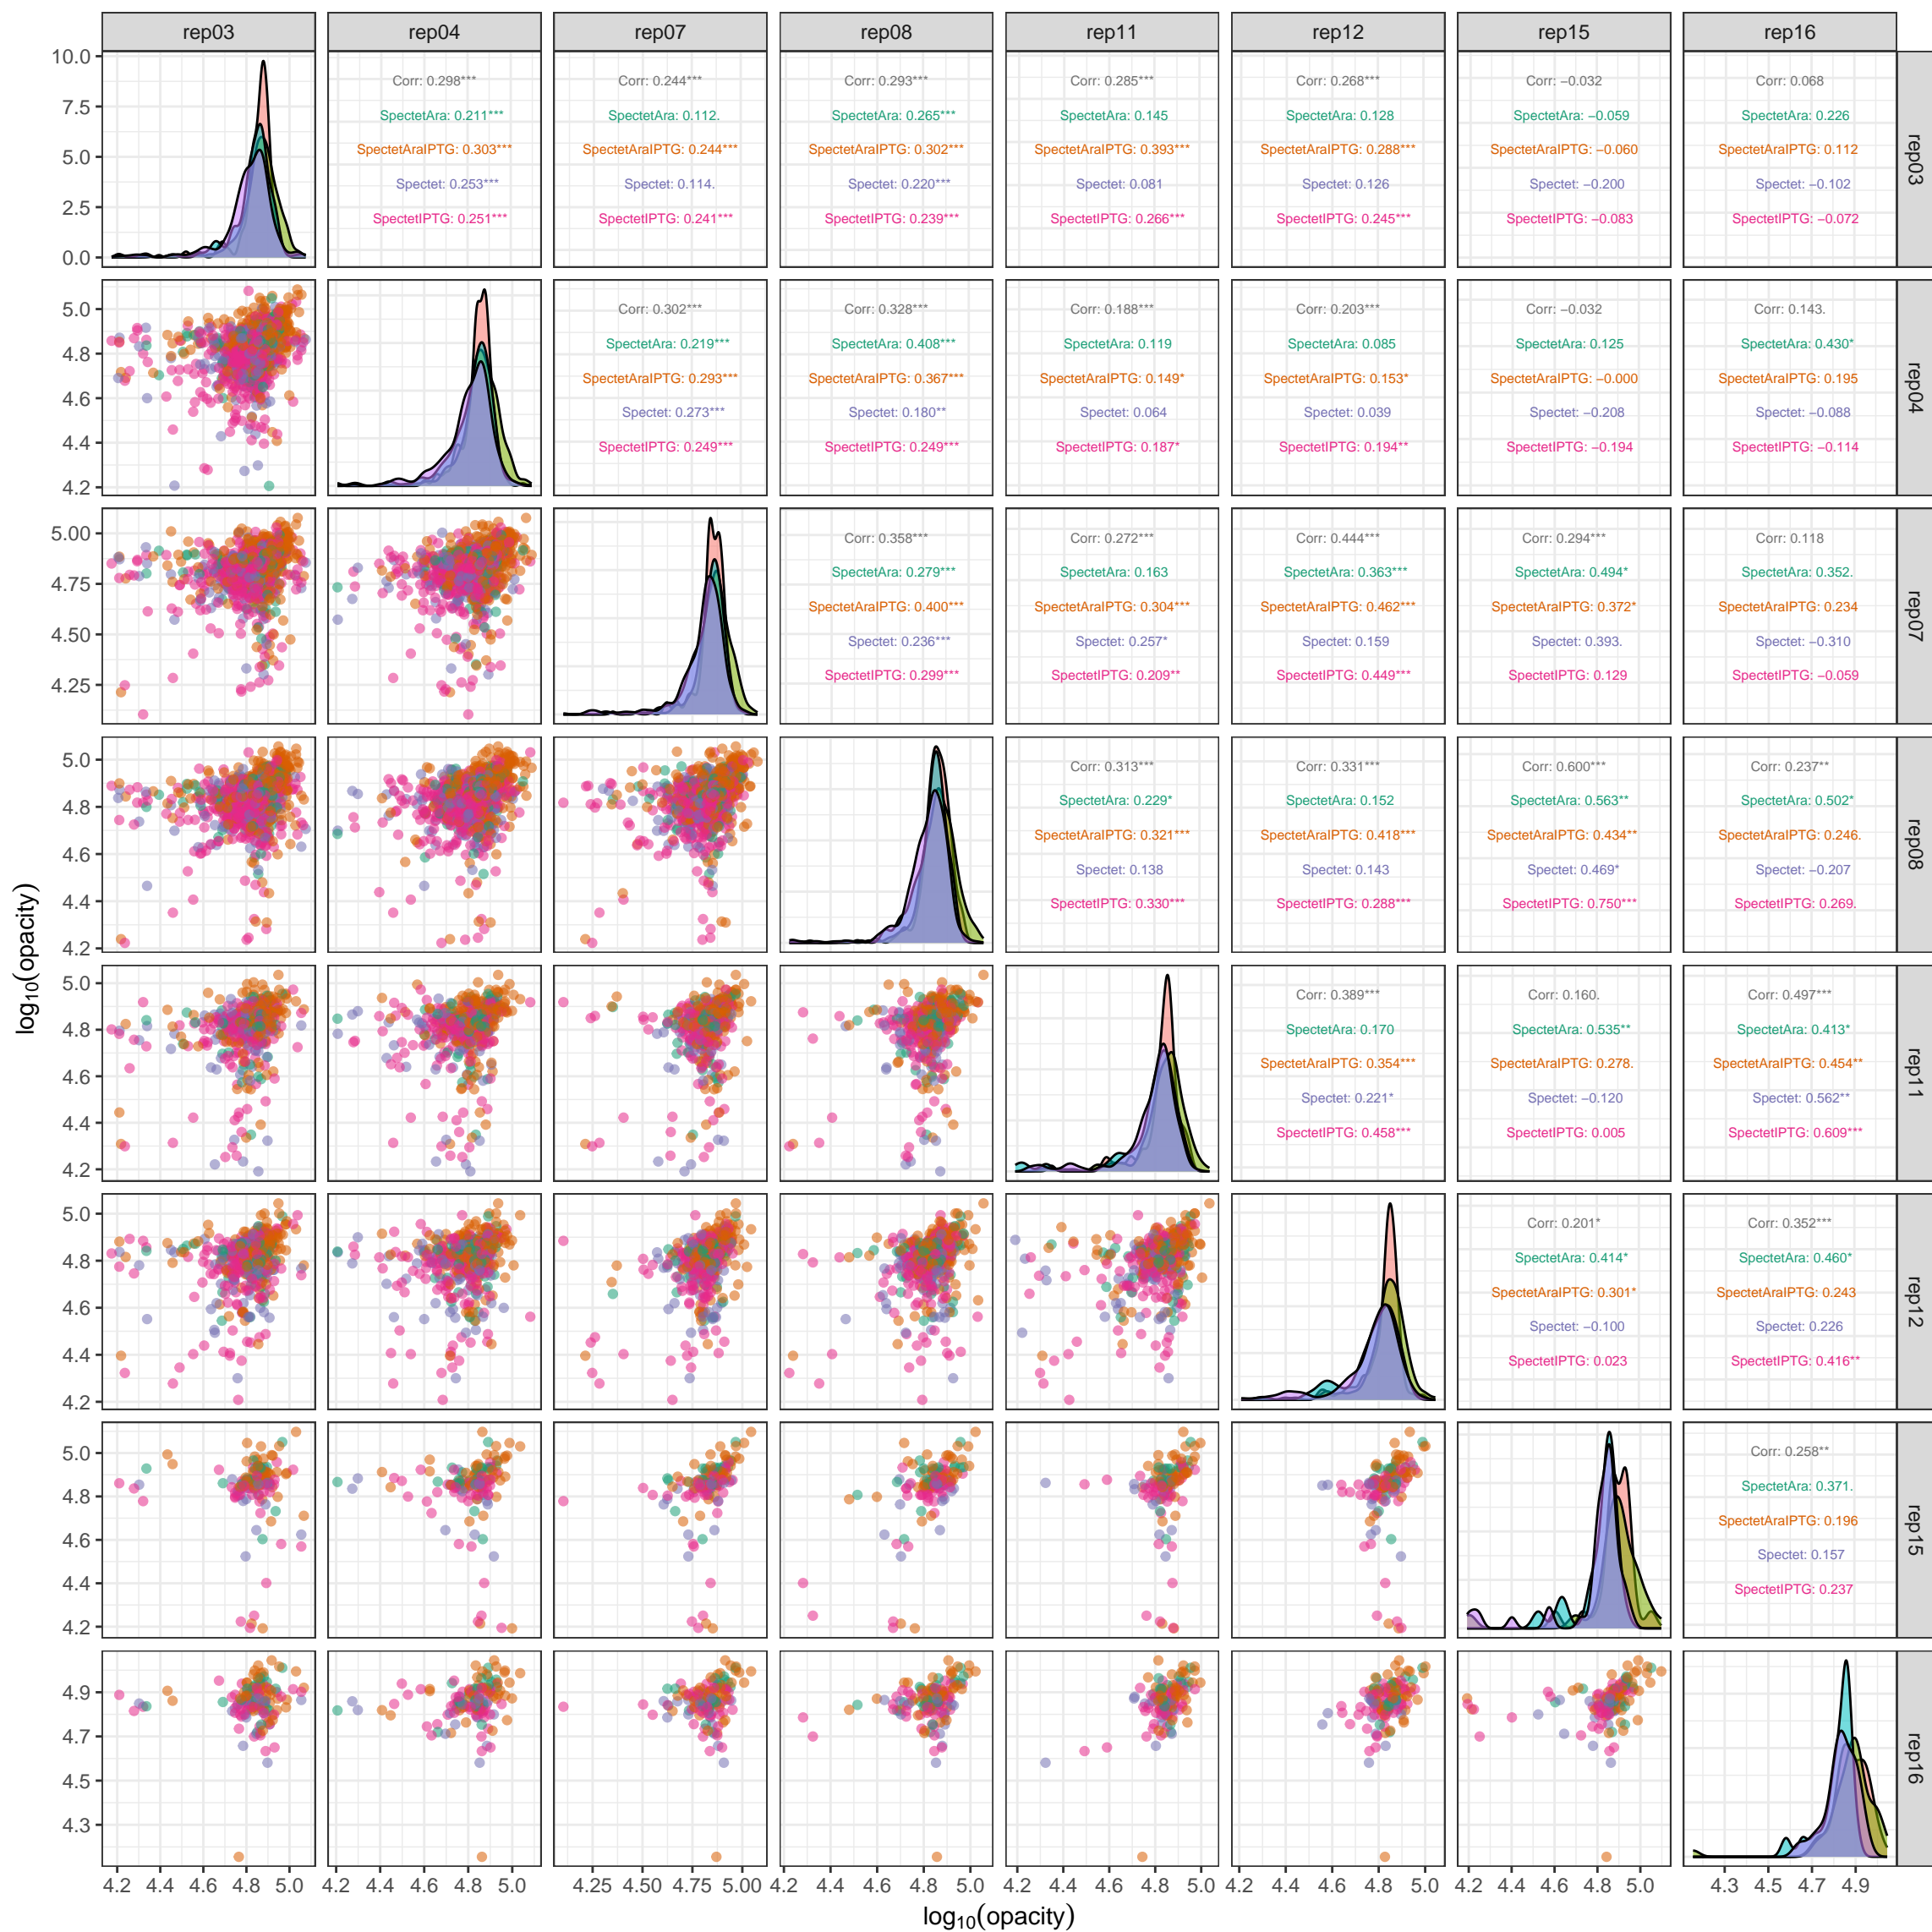 rep03 rep04 rep07 rep08 rep11 rep12 rep15 rep16
10.0
7.5
5.0
2.5
0.0
Corr: 0.298*** Corr: 0.244*** Corr: 0.293*** Corr: 0.285*** Corr: 0.268*** Corr: −0.032 Corr: 0.068
SpectetAra: 0.211*** SpectetAra: 0.112. SpectetAra: 0.265*** SpectetAra: 0.145 SpectetAra: 0.128 SpectetAra: −0.059 SpectetAra: 0.226
SpectetAraIPTG: 0.303*** SpectetAraIPTG: 0.244*** SpectetAraIPTG: 0.302*** SpectetAraIPTG: 0.393*** SpectetAraIPTG: 0.288*** SpectetAraIPTG: −0.060 SpectetAraIPTG: 0.112
Spectet: 0.253*** Spectet: 0.114. Spectet: 0.220*** Spectet: 0.081 Spectet: 0.126 Spectet: −0.200 Spectet: −0.102
SpectetIPTG: 0.251*** SpectetIPTG: 0.241*** SpectetIPTG: 0.239*** SpectetIPTG: 0.266*** SpectetIPTG: 0.245*** SpectetIPTG: −0.083 SpectetIPTG: −0.072
rep03
5.0
4.8
4.6
4.4
4.2
Corr: 0.302*** Corr: 0.328*** Corr: 0.188*** Corr: 0.203*** Corr: −0.032 Corr: 0.143.
SpectetAra: 0.219*** SpectetAra: 0.408*** SpectetAra: 0.119 SpectetAra: 0.085 SpectetAra: 0.125 SpectetAra: 0.430*
SpectetAraIPTG: 0.293*** SpectetAraIPTG: 0.367*** SpectetAraIPTG: 0.149* SpectetAraIPTG: 0.153* SpectetAraIPTG: −0.000 SpectetAraIPTG: 0.195
Spectet: 0.273*** Spectet: 0.180** Spectet: 0.064 Spectet: 0.039 Spectet: −0.208 Spectet: −0.088
SpectetIPTG: 0.249*** SpectetIPTG: 0.249*** SpectetIPTG: 0.187* SpectetIPTG: 0.194** SpectetIPTG: −0.194 SpectetIPTG: −0.114
rep04
5.00
4.75
4.50
4.25
Corr: 0.358*** Corr: 0.272*** Corr: 0.444*** Corr: 0.294*** Corr: 0.118
SpectetAra: 0.279*** SpectetAra: 0.163 SpectetAra: 0.363*** SpectetAra: 0.494* SpectetAra: 0.352.
SpectetAraIPTG: 0.400*** SpectetAraIPTG: 0.304*** SpectetAraIPTG: 0.462*** SpectetAraIPTG: 0.372* SpectetAraIPTG: 0.234
Spectet: 0.236*** Spectet: 0.257* Spectet: 0.159 Spectet: 0.393. Spectet: −0.310
SpectetIPTG: 0.299*** SpectetIPTG: 0.209** SpectetIPTG: 0.449*** SpectetIPTG: 0.129 SpectetIPTG: −0.059
rep07
5.0
4.8
4.6
4.4
4.2
Corr: 0.313*** Corr: 0.331*** Corr: 0.600*** Corr: 0.237**
SpectetAra: 0.229* SpectetAra: 0.152 SpectetAra: 0.563** SpectetAra: 0.502*
SpectetAraIPTG: 0.321*** SpectetAraIPTG: 0.418*** SpectetAraIPTG: 0.434** SpectetAraIPTG: 0.246.
Spectet: 0.138 Spectet: 0.143 Spectet: 0.469* Spectet: −0.207
SpectetIPTG: 0.330*** SpectetIPTG: 0.288*** SpectetIPTG: 0.750*** SpectetIPTG: 0.269.
rep08
log10(opacity)
5.0
4.8
4.6
4.4
4.2
Corr: 0.389*** Corr: 0.160. Corr: 0.497***
SpectetAra: 0.170 SpectetAra: 0.535** SpectetAra: 0.413*
SpectetAraIPTG: 0.354*** SpectetAraIPTG: 0.278. SpectetAraIPTG: 0.454**
Spectet: 0.221* Spectet: −0.120 Spectet: 0.562**
SpectetIPTG: 0.458*** SpectetIPTG: 0.005 SpectetIPTG: 0.609***
rep11
5.0
4.8
4.6
4.4
4.2
Corr: 0.201* Corr: 0.352***
SpectetAra: 0.414* SpectetAra: 0.460*
SpectetAraIPTG: 0.301* SpectetAraIPTG: 0.243
Spectet: −0.100 Spectet: 0.226
SpectetIPTG: 0.023 SpectetIPTG: 0.416**
rep12
5.0
4.8
4.6
4.4
4.2
Corr: 0.258**
SpectetAra: 0.371.
SpectetAraIPTG: 0.196
Spectet: 0.157
SpectetIPTG: 0.237
rep15
4.9
4.7
4.5
4.3
rep16
4.2 4.4 4.6 4.8 5.0 4.2 4.4 4.6 4.8 5.0 4.25 4.50 4.75 5.00 4.2 4.4 4.6 4.8 5.0 4.2 4.4 4.6 4.8 5.0 4.2 4.4 4.6 4.8 5.0 4.2 4.4 4.6 4.8 5.0 4.3 4.5 4.7 4.9
log10(opacity)